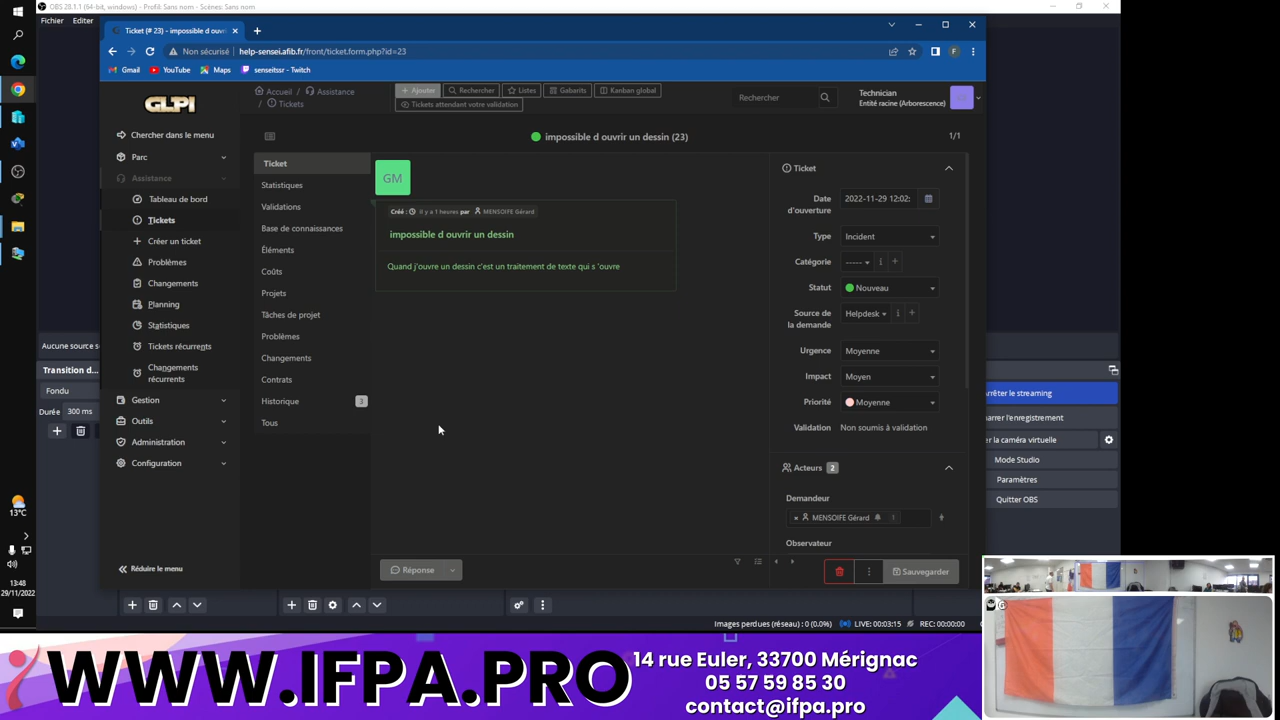 OBS 28.1.1 (64-bit, windows) - Profil: Sans nom - Scènes: Sans nom
Fichier Editer
Ticket (# 23) - impossible d ouvri
Non sécurisé help-sensei.afib.fr/front/ticket.form.php?id=23
F
Gmail YouTube Maps senseitssr - Twitch
GLPI
Accueil / Assistance
/ Tickets
Ajouter Rechercher Listes Gabarits Kanban global
Tickets attendant votre validation
Rechercher
Technician
Entité racine (Arborescence)
Chercher dans le menu
Parc
Assistance
Tableau de bord
Tickets
Créer un ticket
Problèmes
Changements
Planning
Statistiques
Tickets récurrents
Changements
récurrents
Gestion
Outils
Administration
Configuration
Réduire le menu
impossible d ouvrir un dessin (23)
1/1
Ticket
Statistiques
Validations
Base de connaissances
Éléments
Coûts
Projets
Tâches de projet
Problèmes
Changements
Contrats
Historique 3
Tous
GM
Créé : il y a 1 heures par MENSOIFE Gérard
impossible d ouvrir un dessin
Quand j'ouvre un dessin c'est un traitement de texte qui s 'ouvre
Réponse
Ticket
Date
d'ouverture 2022-11-29 12:02:
Type Incident
Catégorie -----
Statut Nouveau
Source de
la demande Helpdesk
Urgence Moyenne
Impact Moyen
Priorité Moyenne
Validation Non soumis à validation
Acteurs 2
Demandeur
MENSOIFE Gérard 1
Observateur
Sauvegarder
Aucune source s
Transition d...
Fondu
Durée 300 ms
Arrêter le streaming
marrer l'enregistrement
er la caméra virtuelle
Mode Studio
Paramètres
Quitter OBS
Images perdues (réseau) : 0 (0.0%) LIVE: 00:03:15 REC: 00:00:00
13°C
13:48
29/11/2022
WWW.IFPA.PRO
14 rue Euler, 33700 Mérignac
05 57 59 85 30
contact@ifpa.pro